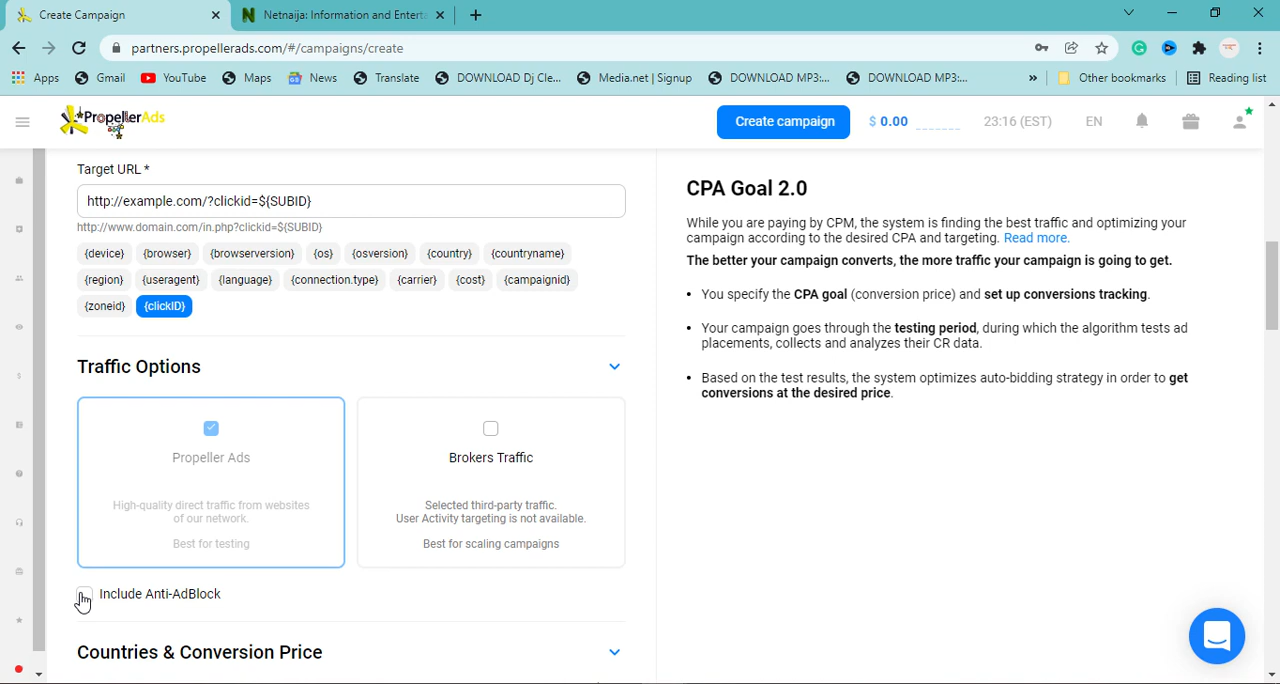 Create Campaign
Netnaija: Information and Enterta
partners.propellerads.com/#/campaigns/create
Apps
Gmail
YouTube
Maps
News
Translate
DOWNLOAD Dj Cle...
Media.net | Signup
DOWNLOAD MP3:...
DOWNLOAD MP3:...
»
Other bookmarks
Reading list
PropellerAds
Create campaign
$ 0.00
23:16 (EST)
EN
Target URL *
http://example.com/?clickid=${SUBID}
http://www.domain.com/in.php?clickid=${SUBID}
{device} {browser} {browserversion} {os} {osversion} {country} {countryname}
{region} {useragent} {language} {connection.type} {carrier} {cost} {campaignid}
{zoneid} {clickID}
Traffic Options
Propeller Ads
High-quality direct traffic from websites
of our network.
Best for testing
Brokers Traffic
Selected third-party traffic.
User Activity targeting is not available.
Best for scaling campaigns
Include Anti-AdBlock
Countries & Conversion Price
CPA Goal 2.0
While you are paying by CPM, the system is finding the best traffic and optimizing your
campaign according to the desired CPA and targeting. Read more.
The better your campaign converts, the more traffic your campaign is going to get.
• You specify the CPA goal (conversion price) and set up conversions tracking.
• Your campaign goes through the testing period, during which the algorithm tests ad
placements, collects and analyzes their CR data.
• Based on the test results, the system optimizes auto-bidding strategy in order to get
conversions at the desired price.